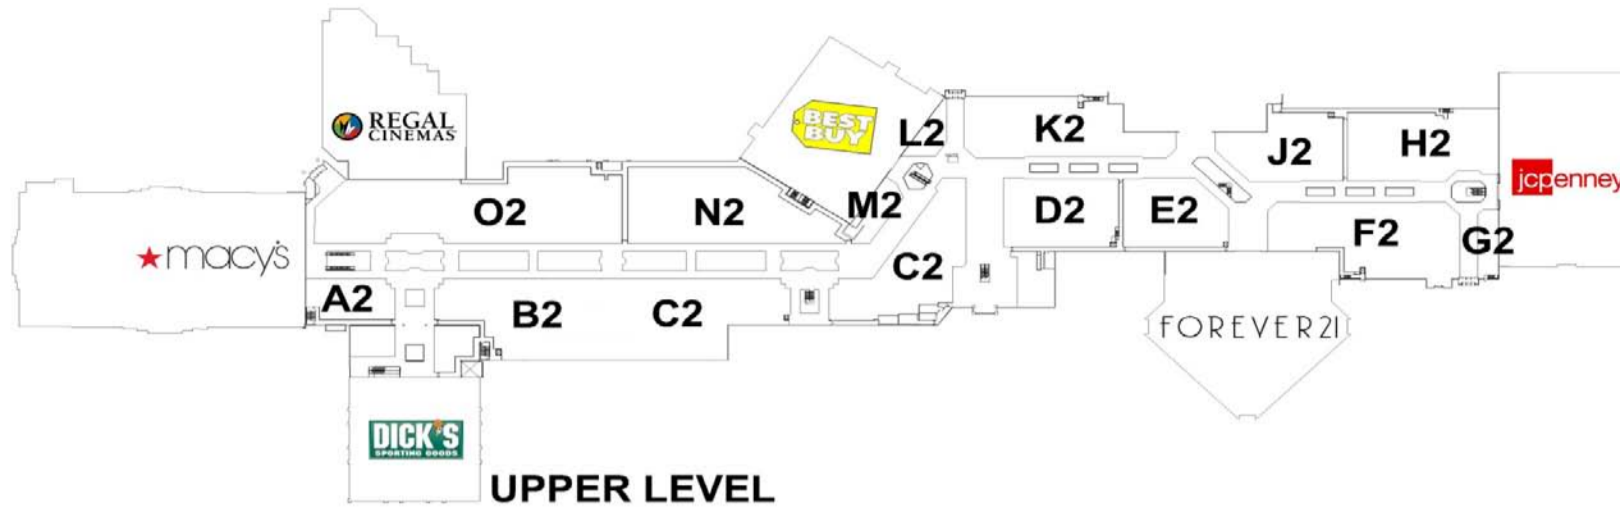 REGAL
CINEMAS
BEST
BUY
L2
K2
J2
H2
jcpenney
macy's
O2
N2
M2
D2
E2
F2
G2
A2
B2
C2
C2
FOREVER 21
DICK'S
SPORTING GOODS
UPPER LEVEL